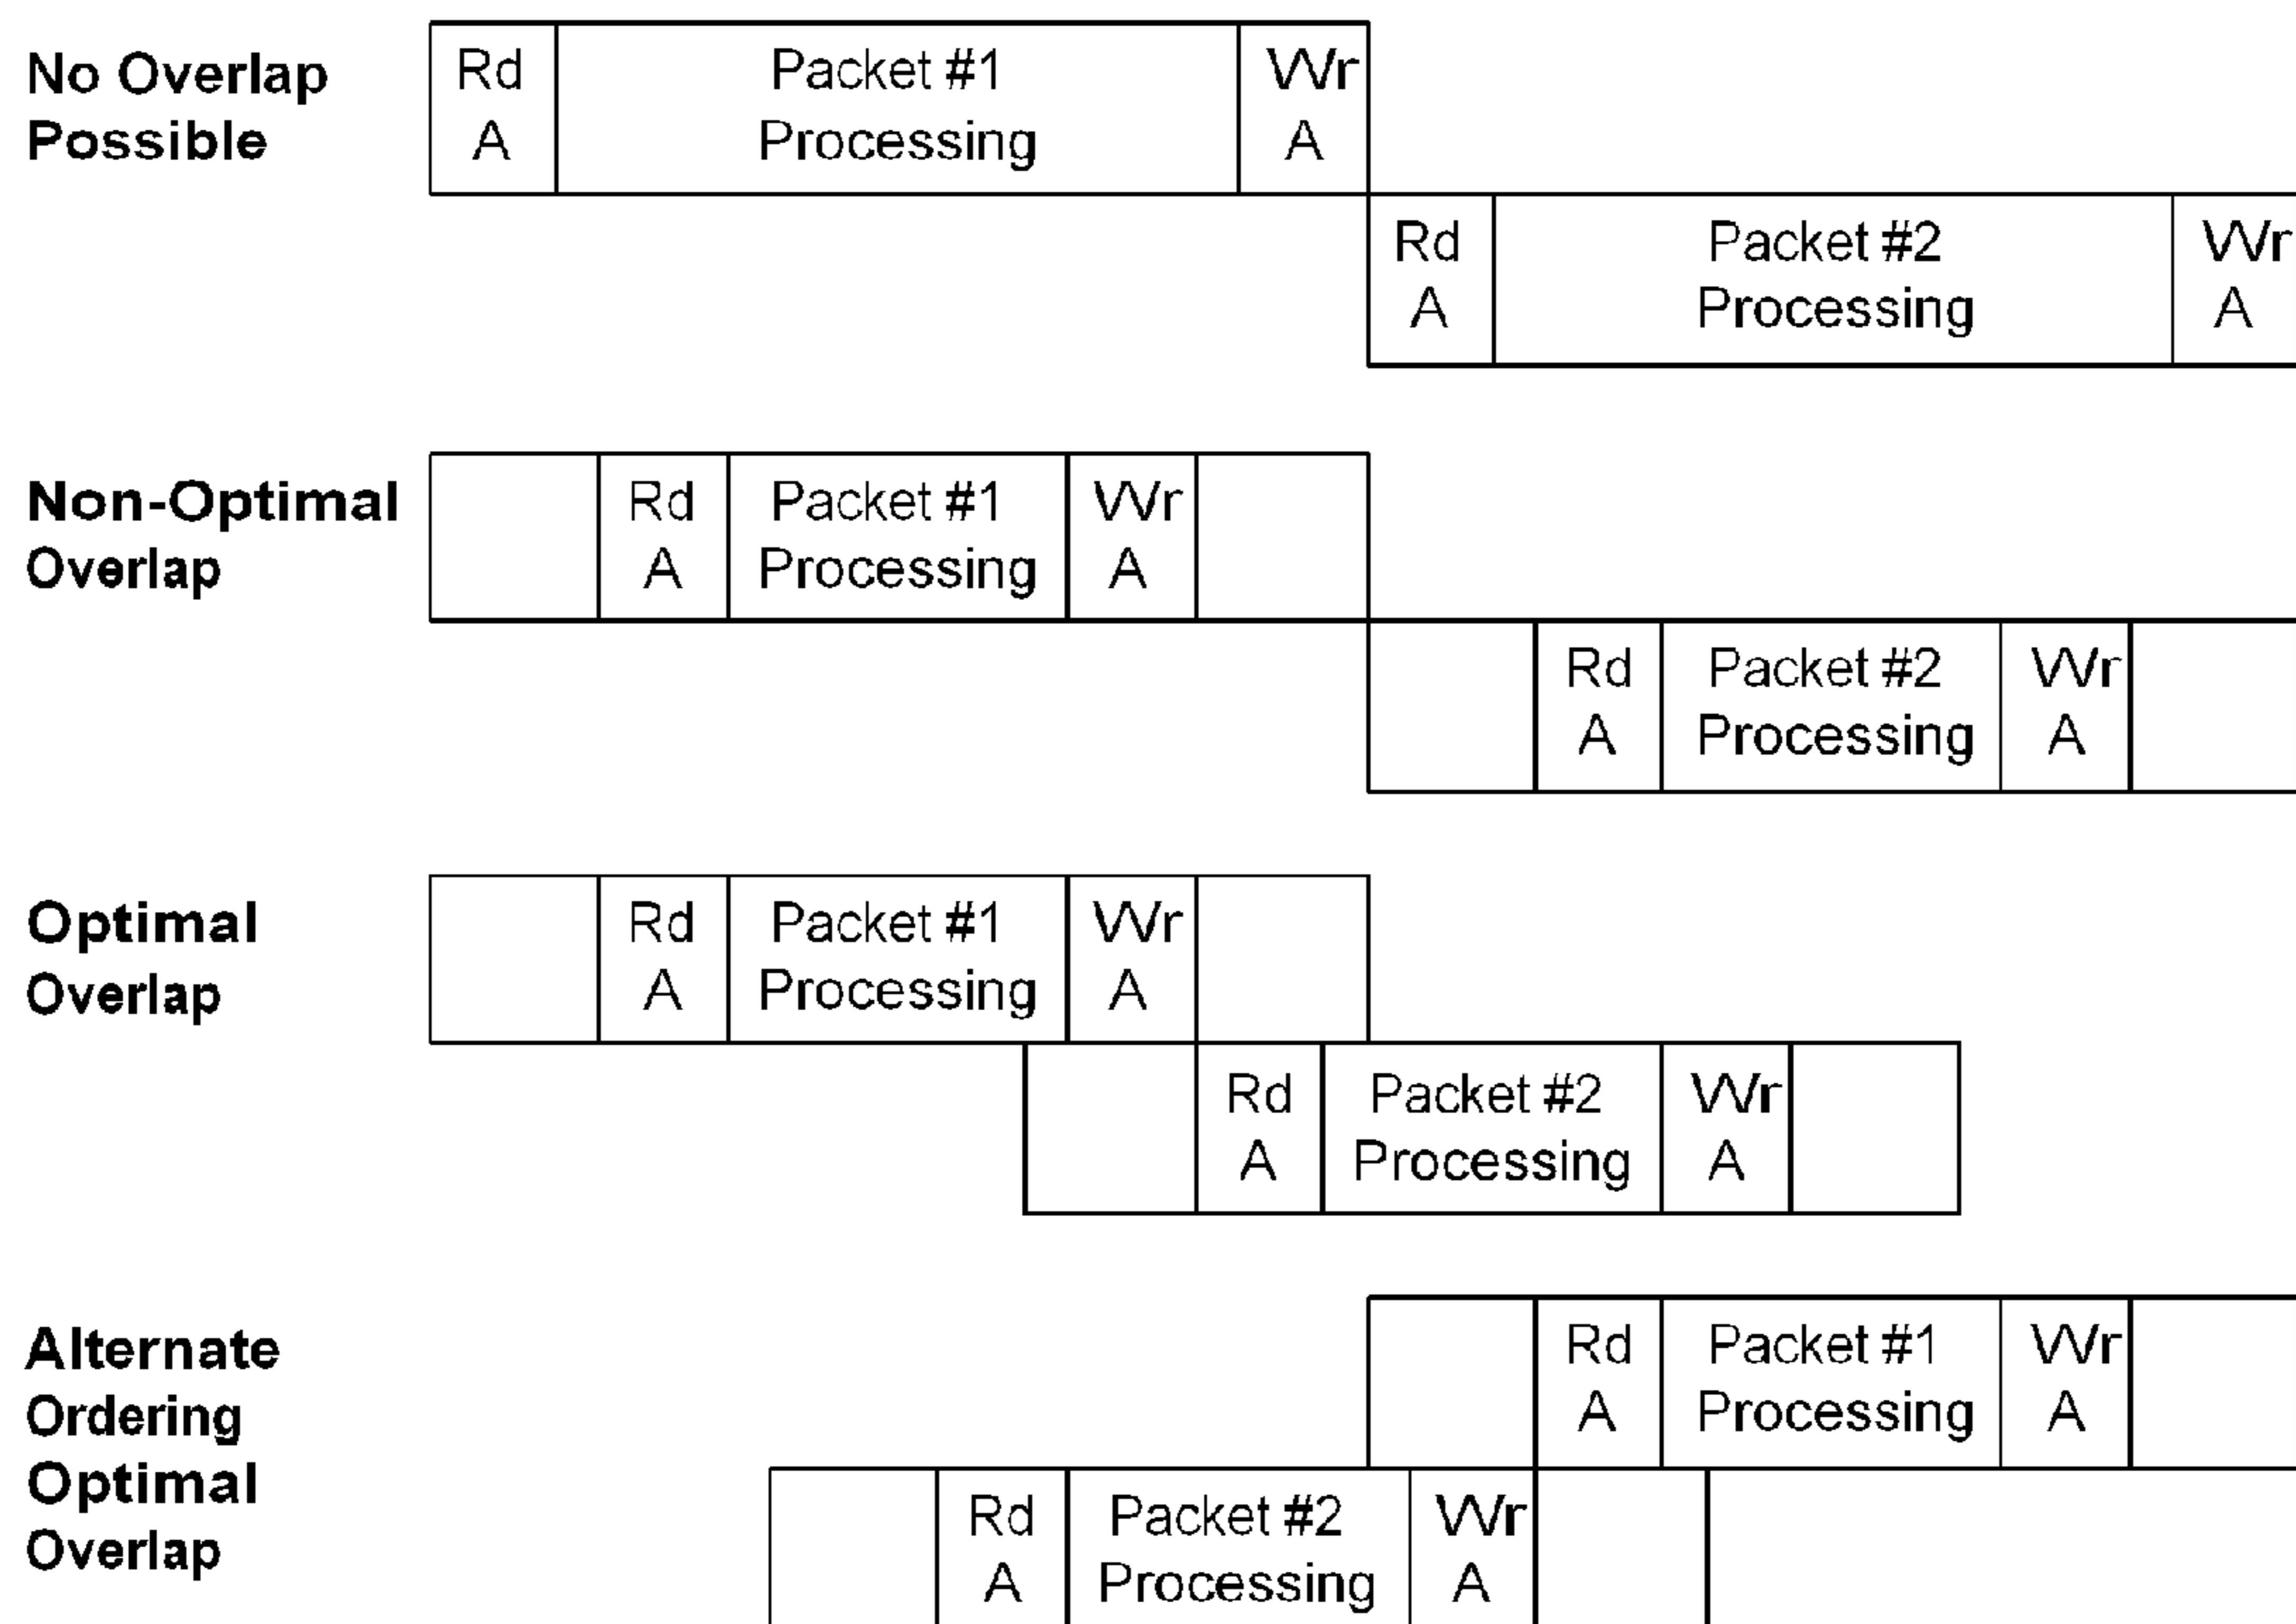 No Overlap
Possible
Rd
A
Packet #1
Processing
Wr
A
Rd
A
Packet #2
Processing
Wr
A
Non-Optimal
Overlap
Rd
A
Packet #1
Processing
Wr
A
Rd
A
Packet #2
Processing
Wr
A
Optimal
Overlap
Rd
A
Packet #1
Processing
Wr
A
Rd
A
Packet #2
Processing
Wr
A
Alternate
Ordering
Optimal
Overlap
Rd
A
Packet #1
Processing
Wr
A
Rd
A
Packet #2
Processing
Wr
A